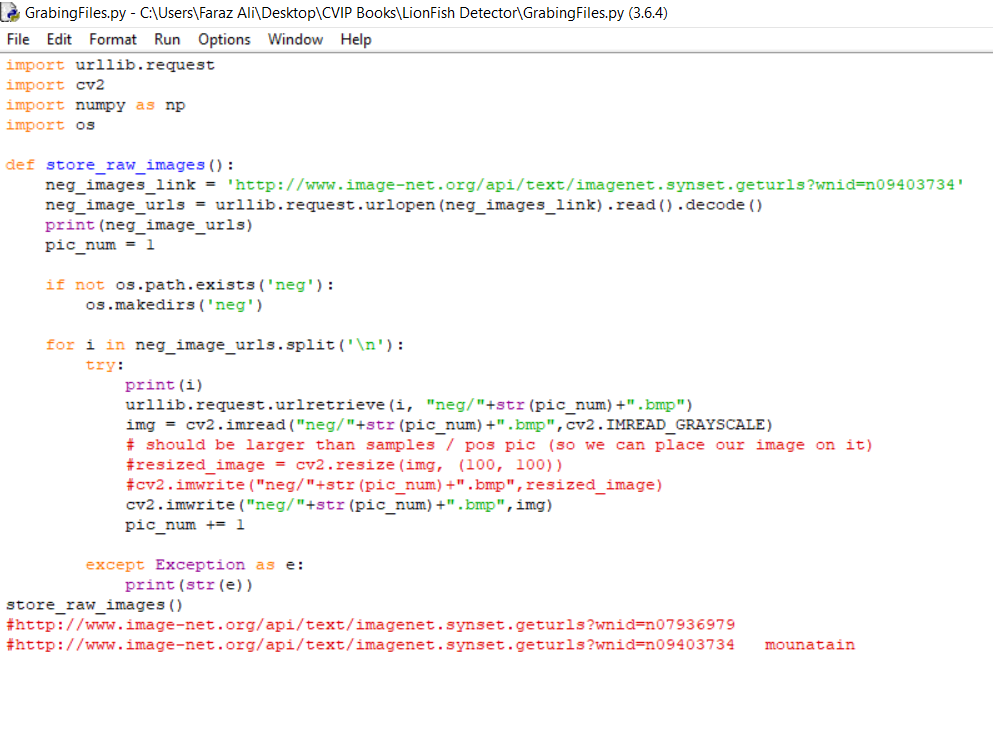 GrabingFiles.py - C:\Users\Faraz Ali\Desktop\CVIP Books\LionFish Detector\GrabingFiles.py (3.6.4)
File Edit Format Run Options Window Help
import urllib.request
import cv2
import numpy as np
import os

def store_raw_images():
    neg_images_link = 'http://www.image-net.org/api/text/imagenet.synset.geturls?wnid=n09403734'
    neg_image_urls = urllib.request.urlopen(neg_images_link).read().decode()
    print(neg_image_urls)
    pic_num = 1

    if not os.path.exists('neg'):
        os.makedirs('neg')

    for i in neg_image_urls.split('\n'):
        try:
            print(i)
            urllib.request.urlretrieve(i, "neg/"+str(pic_num)+".bmp")
            img = cv2.imread("neg/"+str(pic_num)+".bmp",cv2.IMREAD_GRAYSCALE)
            # should be larger than samples / pos pic (so we can place our image on it)
            #resized_image = cv2.resize(img, (100, 100))
            #cv2.imwrite("neg/"+str(pic_num)+".bmp",resized_image)
            cv2.imwrite("neg/"+str(pic_num)+".bmp",img)
            pic_num += 1

        except Exception as e:
            print(str(e))
store_raw_images()
#http://www.image-net.org/api/text/imagenet.synset.geturls?wnid=n07936979
#http://www.image-net.org/api/text/imagenet.synset.geturls?wnid=n09403734   mounatain